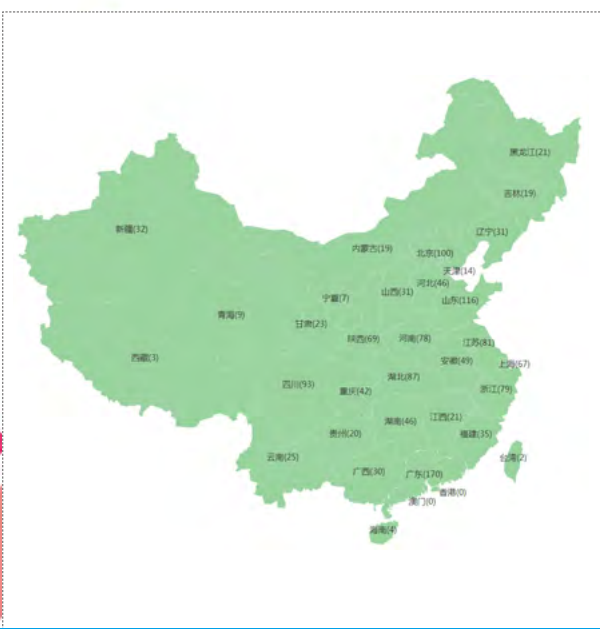 黑龙江(21)
吉林(19)
新疆(32)
辽宁(31)
内蒙古(19)
北京(100)
天津(14)
河北(46)
山西(31)
宁夏(7)
山东(116)
青海(9)
甘肃(23)
陕西(69)
河南(78)
江苏(81)
西藏(3)
安徽(49)
上海(67)
湖北(87)
四川(93)
重庆(42)
浙江(79)
湖南(46)
江西(21)
贵州(20)
福建(35)
云南(25)
台湾(2)
广西(30)
广东(170)
香港(0)
澳门(0)
海南(4)